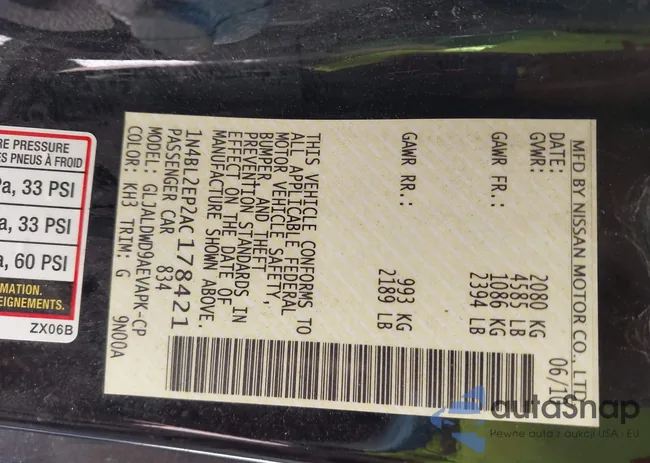 MFD BY NISSAN MOTOR CO., LTD.
DATE: 06/10
GVWR: 2080 KG
4585 LB
GAWR FR.: 1086 KG
2394 LB
GAWR RR.: 993 KG
2189 LB
THIS VEHICLE CONFORMS TO
ALL APPLICABLE FEDERAL
MOTOR VEHICLE SAFETY,
BUMPER, AND THEFT
PREVENTION STANDARDS IN
EFFECT ON THE DATE OF
MANUFACTURE SHOWN ABOVE.
1N4BL2EP2AC178421
PASSENGER CAR 834
MODEL: GLJALDWD9AEVAPK-CP
COLOR: KH3 TRIM: G 9N00A
RE PRESSURE
ES PNEUS À FROID
Pa, 33 PSI
a, 33 PSI
a, 60 PSI
MATION.
EIGNEMENTS.
ZX06B
autoSnap
Pewne auta z aukcji USA · EU